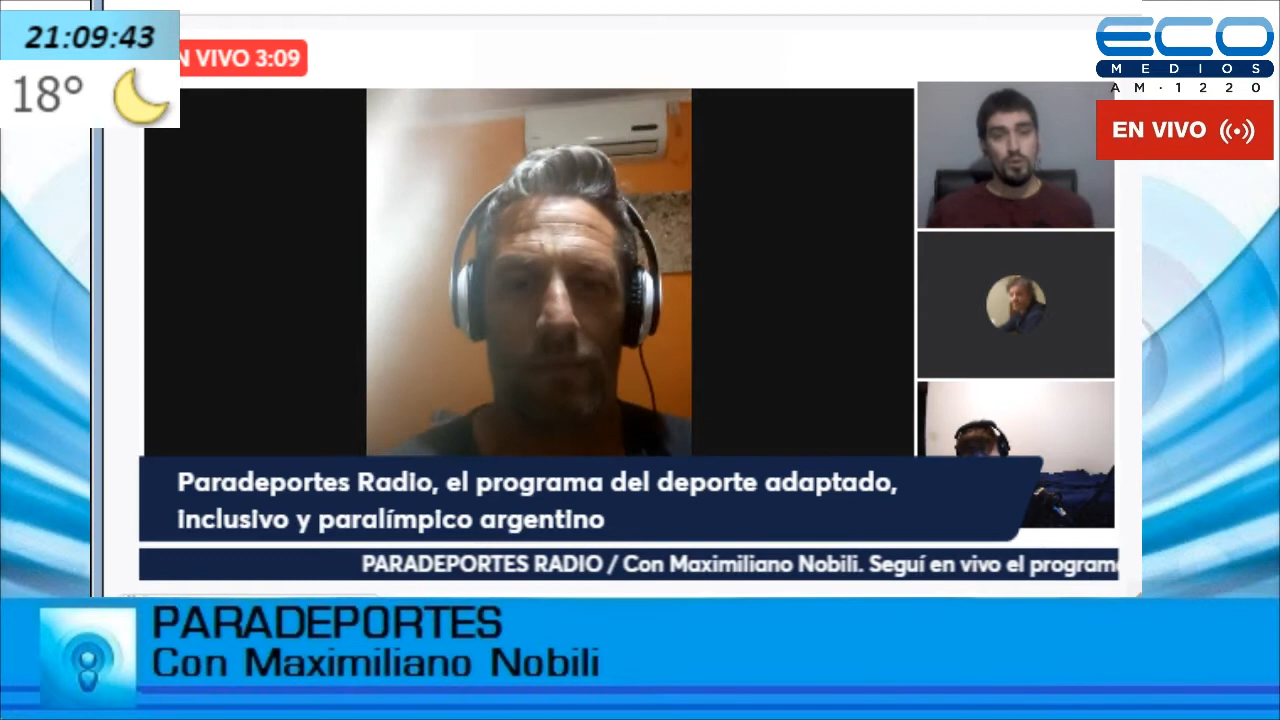 21:09:43
18°
N VIVO 3:09
ECO
MEDIOS
AM·1220
EN VIVO
Paradeportes Radio, el programa del deporte adaptado,
inclusivo y paralímpico argentino
PARADEPORTES RADIO / Con Maximiliano Nobili. Seguí en vivo el program
PARADEPORTES
Con Maximiliano Nobili